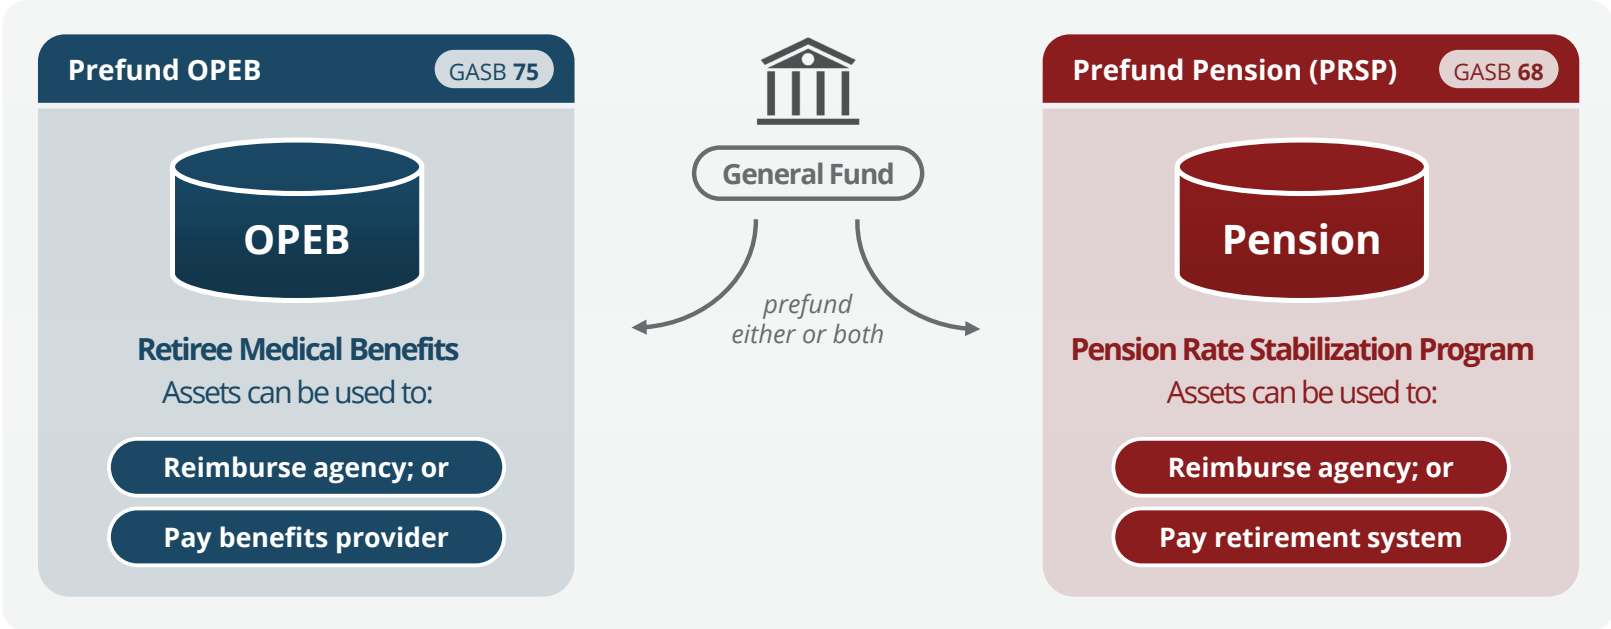 Prefund OPEB
GASB 75
OPEB
Retiree Medical Benefits
Assets can be used to:
Reimburse agency; or
Pay benefits provider
General Fund
prefund
either or both
Prefund Pension (PRSP)
GASB 68
Pension
Pension Rate Stabilization Program
Assets can be used to:
Reimburse agency; or
Pay retirement system